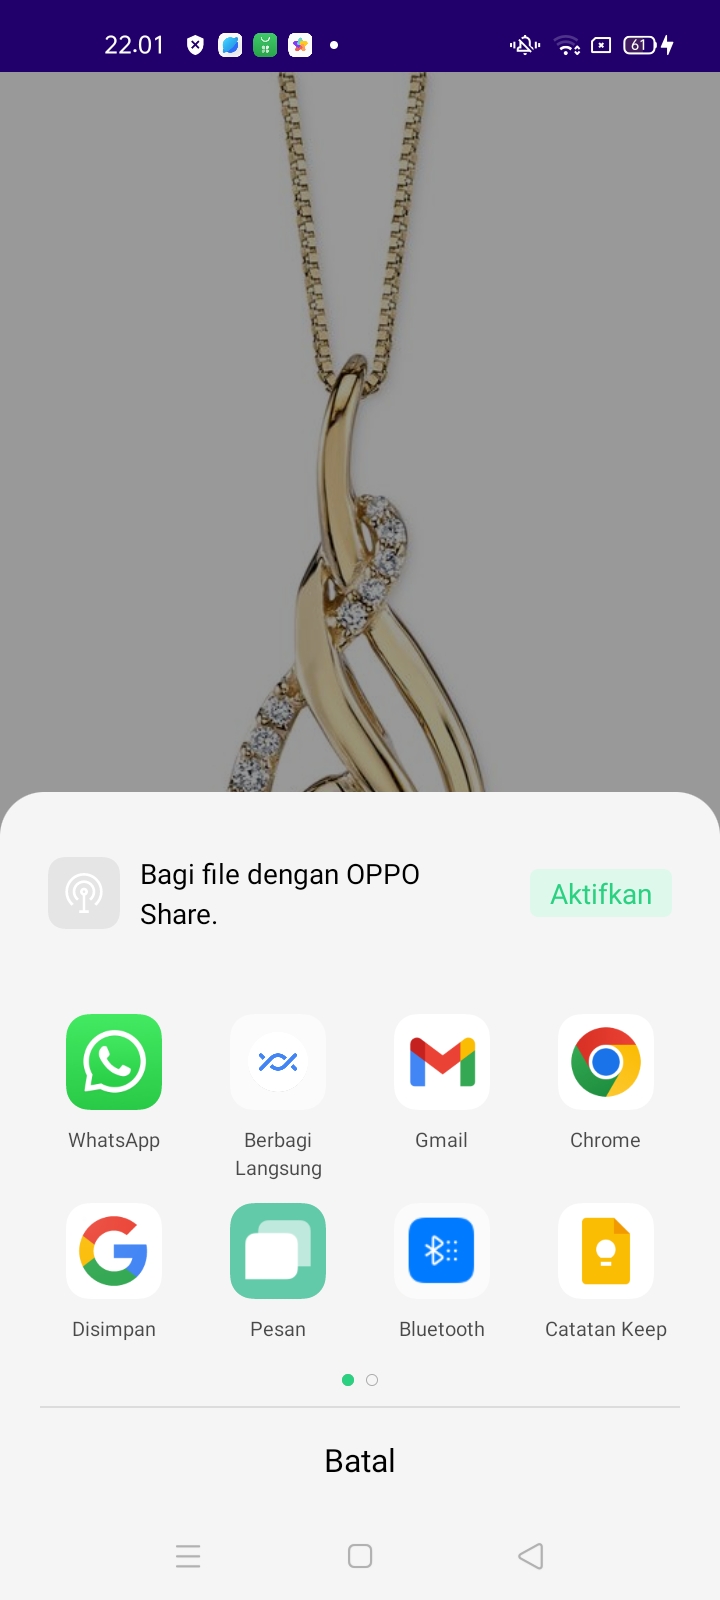 22.01
61
Bagi file dengan OPPO
Share.
Aktifkan
WhatsApp
Berbagi
Langsung
Gmail
Chrome
Disimpan
Pesan
Bluetooth
Catatan Keep
Batal